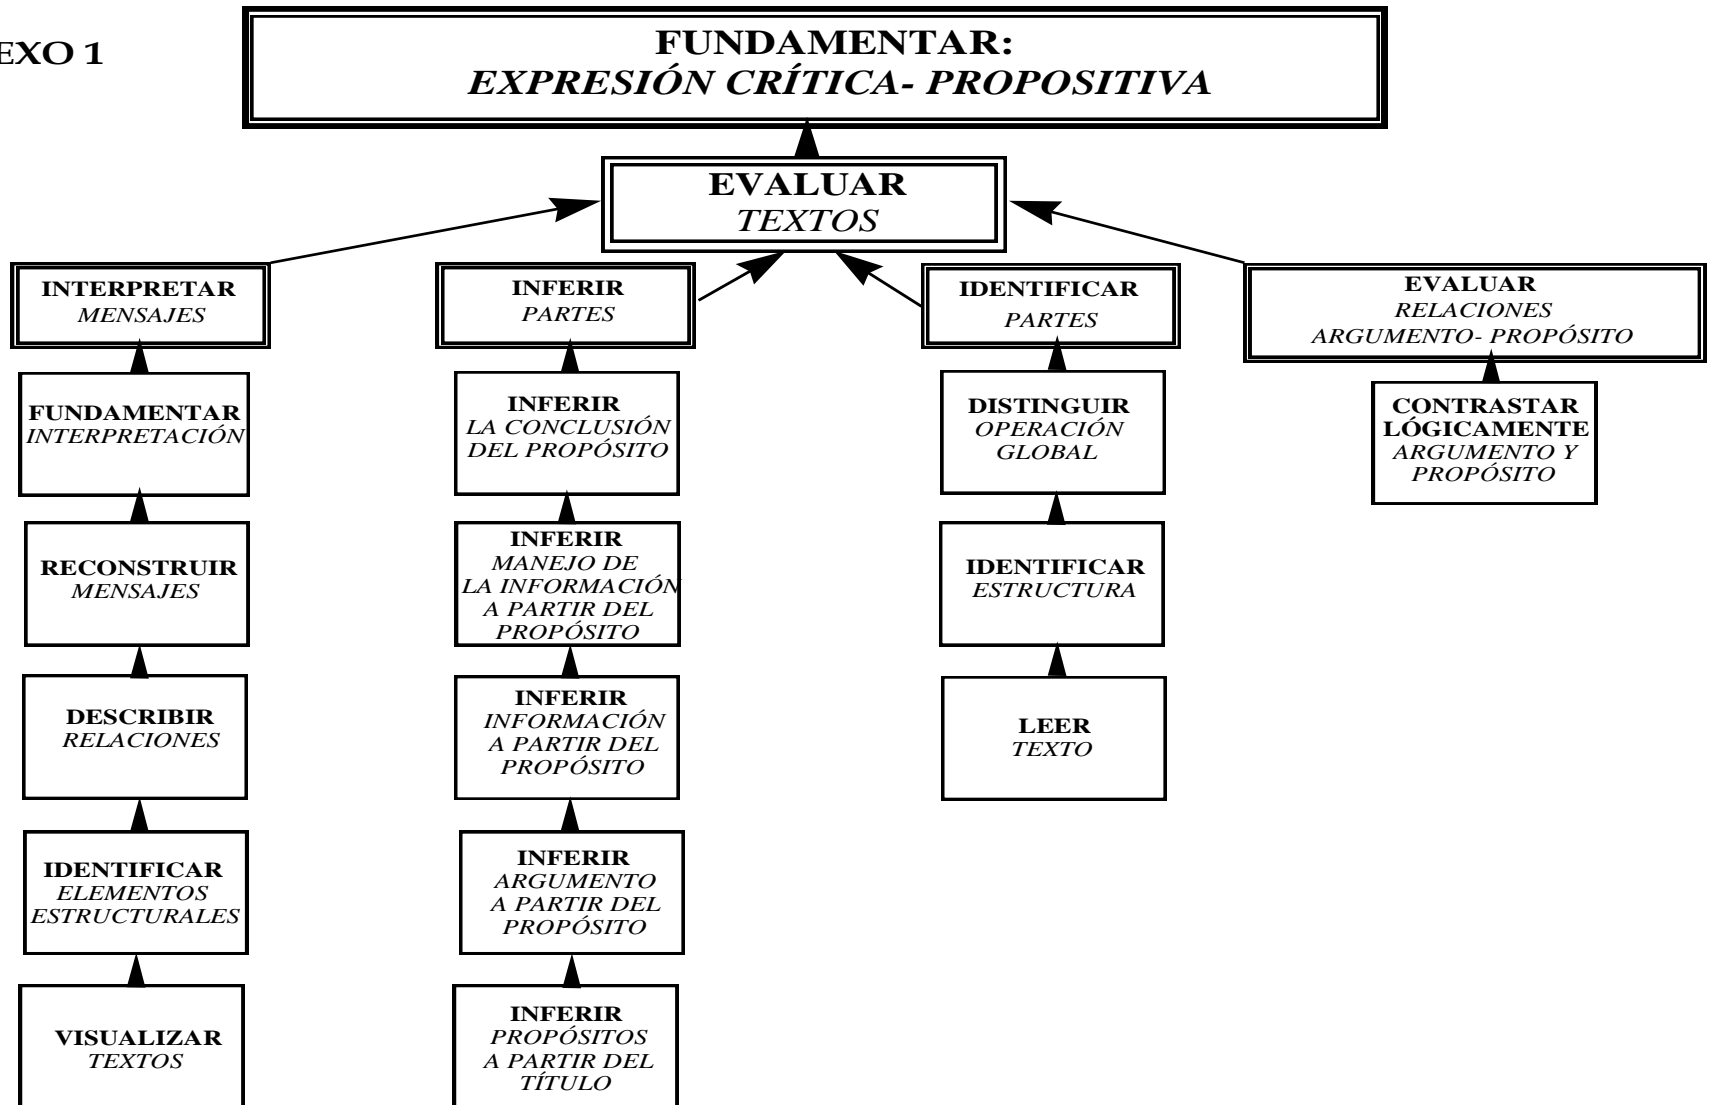 EXO 1
FUNDAMENTAR:
EXPRESIÓN CRÍTICA- PROPOSITIVA
EVALUAR
TEXTOS
INTERPRETAR
MENSAJES
FUNDAMENTAR
INTERPRETACIÓN
RECONSTRUIR
MENSAJES
DESCRIBIR
RELACIONES
IDENTIFICAR
ELEMENTOS
ESTRUCTURALES
VISUALIZAR
TEXTOS
INFERIR
PARTES
INFERIR
LA CONCLUSIÓN
DEL PROPÓSITO
INFERIR
MANEJO DE
LA INFORMACIÓN
A PARTIR DEL
PROPÓSITO
INFERIR
INFORMACIÓN
A PARTIR DEL
PROPÓSITO
INFERIR
ARGUMENTO
A PARTIR DEL
PROPÓSITO
INFERIR
PROPÓSITOS
A PARTIR DEL
TÍTULO
IDENTIFICAR
PARTES
DISTINGUIR
OPERACIÓN
GLOBAL
IDENTIFICAR
ESTRUCTURA
LEER
TEXTO
EVALUAR
RELACIONES
ARGUMENTO- PROPÓSITO
CONTRASTAR
LÓGICAMENTE
ARGUMENTO Y
PROPÓSITO